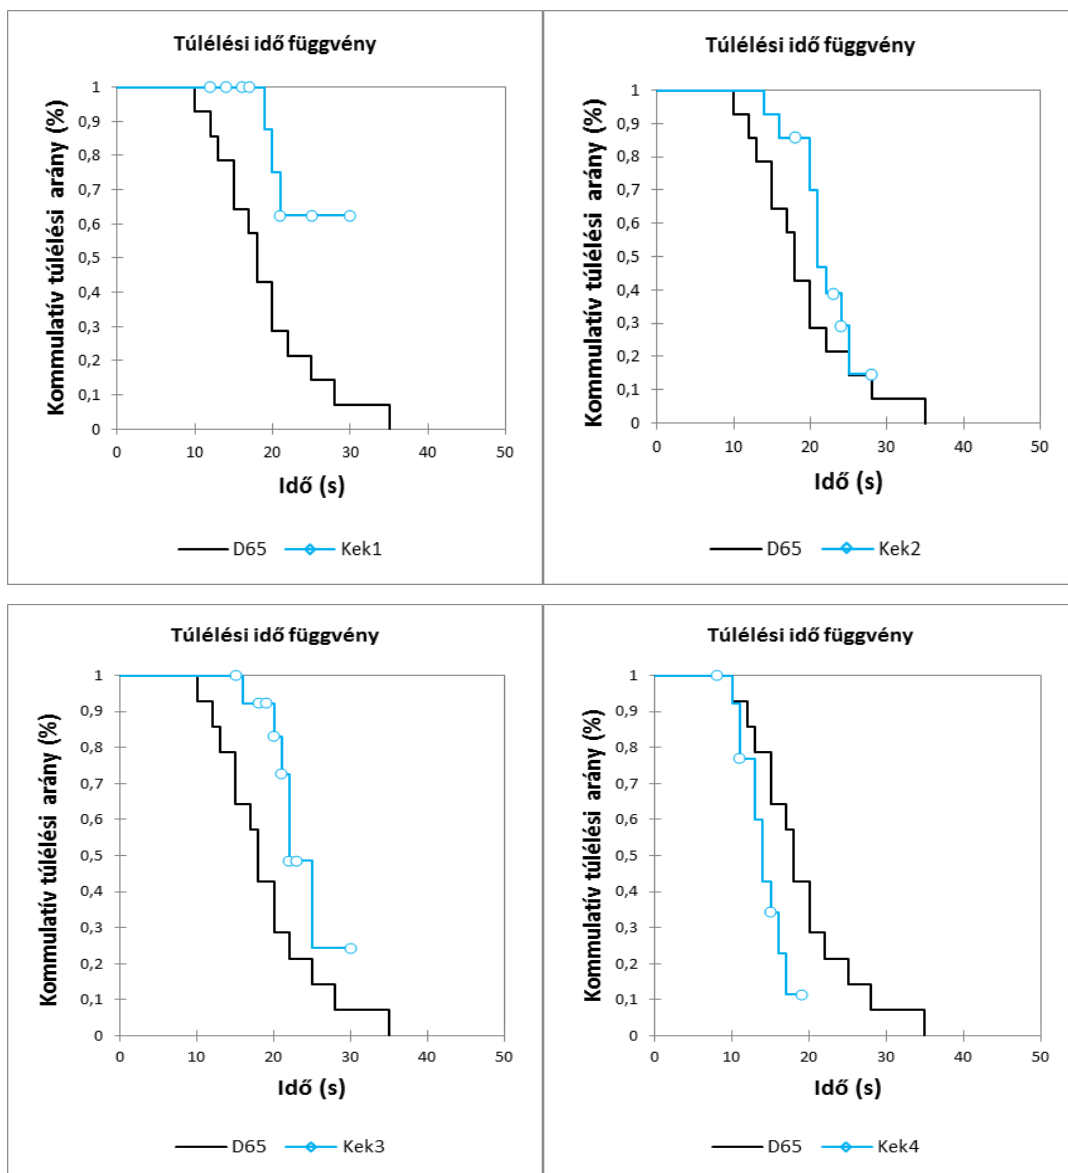 Túlélési idő függvény
Kommulatív túlélési arány (%)
1
0,9
0,8
0,7
0,6
0,5
0,4
0,3
0,2
0,1
0
0 10 20 30 40 50
Idő (s)
D65 Kek1
Túlélési idő függvény
Kommulatív túlélési arány (%)
1
0,9
0,8
0,7
0,6
0,5
0,4
0,3
0,2
0,1
0
0 10 20 30 40 50
Idő (s)
D65 Kek2
Túlélési idő függvény
Kommulatív túlélési arány (%)
1
0,9
0,8
0,7
0,6
0,5
0,4
0,3
0,2
0,1
0
0 10 20 30 40 50
Idő (s)
D65 Kek3
Túlélési idő függvény
Kommulatív túlélési arány (%)
1
0,9
0,8
0,7
0,6
0,5
0,4
0,3
0,2
0,1
0
0 10 20 30 40 50
Idő (s)
D65 Kek4